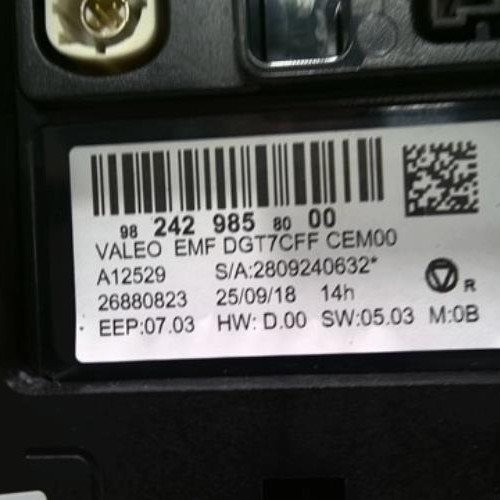 98 242 985 80 00
VALEO EMF DGT7CFF CEM00
A12529 S/A:2809240632*
26880823 25/09/18 14h R
EEP:07.03 HW: D.00 SW:05.03 M:0B